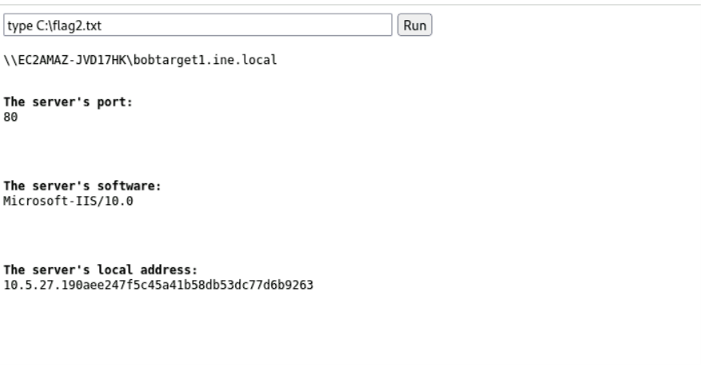 type C:\flag2.txt Run
\\EC2AMAZ-JVD17HK\bobtarget1.ine.local
The server's port:
80
The server's software:
Microsoft-IIS/10.0
The server's local address:
10.5.27.190aee247f5c45a41b58db53dc77d6b9263